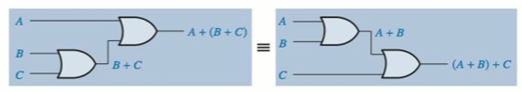 A
A + (B + C)
B
C
B + C
≡
A
B
A + B
C
(A + B) + C